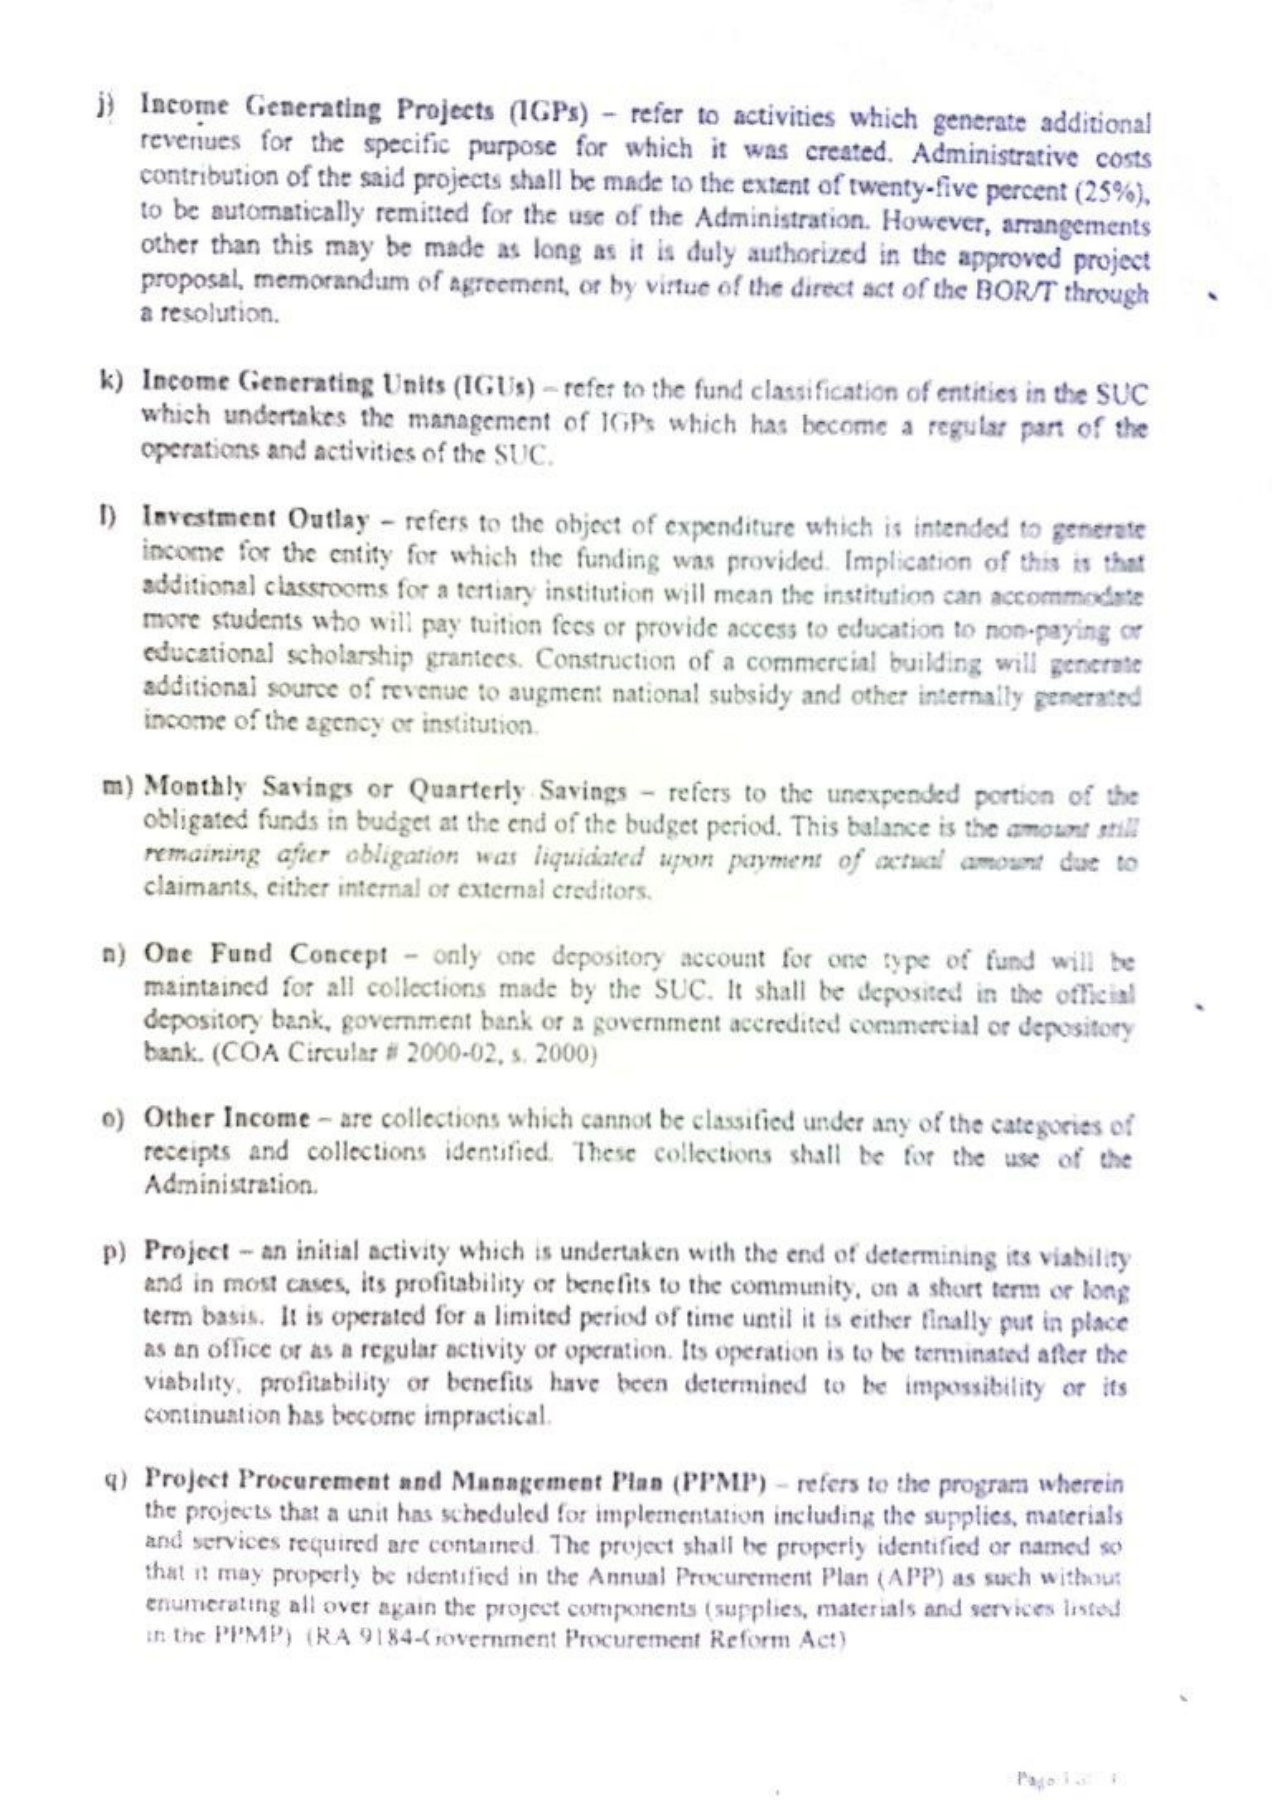 j) Income Generating Projects (IGPs) – refer to activities which generate additional
revenues for the specific purpose for which it was created. Administrative costs
contribution of the said projects shall be made to the extent of twenty-five percent (25%),
to be automatically remitted for the use of the Administration. However, arrangements
other than this may be made as long as it is duly authorized in the approved project
proposal, memorandum of agreement, or by virtue of the direct act of the BOR/T through
a resolution.
k) Income Generating Units (IGUs) – refer to the fund classification of entities in the SUC
which undertakes the management of IGPs which has become a regular part of the
operations and activities of the SUC.
l) Investment Outlay – refers to the object of expenditure which is intended to generate
income for the entity for which the funding was provided. Implication of this is that
additional classrooms for a tertiary institution will mean the institution can accommodate
more students who will pay tuition fees or provide access to education to non-paying or
educational scholarship grantees. Construction of a commercial building will generate
additional source of revenue to augment national subsidy and other internally generated
income of the agency or institution.
m) Monthly Savings or Quarterly Savings – refers to the unexpended portion of the
obligated funds in budget at the end of the budget period. This balance is the amount still
remaining after obligation was liquidated upon payment of actual amount due to
claimants, either internal or external creditors.
n) One Fund Concept – only one depository account for one type of fund will be
maintained for all collections made by the SUC. It shall be deposited in the official
depository bank, government bank or a government accredited commercial or depository
bank. (COA Circular # 2000-02, s. 2000)
o) Other Income – are collections which cannot be classified under any of the categories of
receipts and collections identified. These collections shall be for the use of the
Administration.
p) Project – an initial activity which is undertaken with the end of determining its viability
and in most cases, its profitability or benefits to the community, on a short term or long
term basis. It is operated for a limited period of time until it is either finally put in place
as an office or as a regular activity or operation. Its operation is to be terminated after the
viability, profitability or benefits have been determined to be impossibility or its
continuation has become impractical.
q) Project Procurement and Management Plan (PPMP) – refers to the program wherein
the projects that a unit has scheduled for implementation including the supplies, materials
and services required are contained. The project shall be properly identified or named so
that it may properly be identified in the Annual Procurement Plan (APP) as such without
enumerating all over again the project components (supplies, materials and services listed
in the PPMP) (RA 9184-Government Procurement Reform Act)
Page